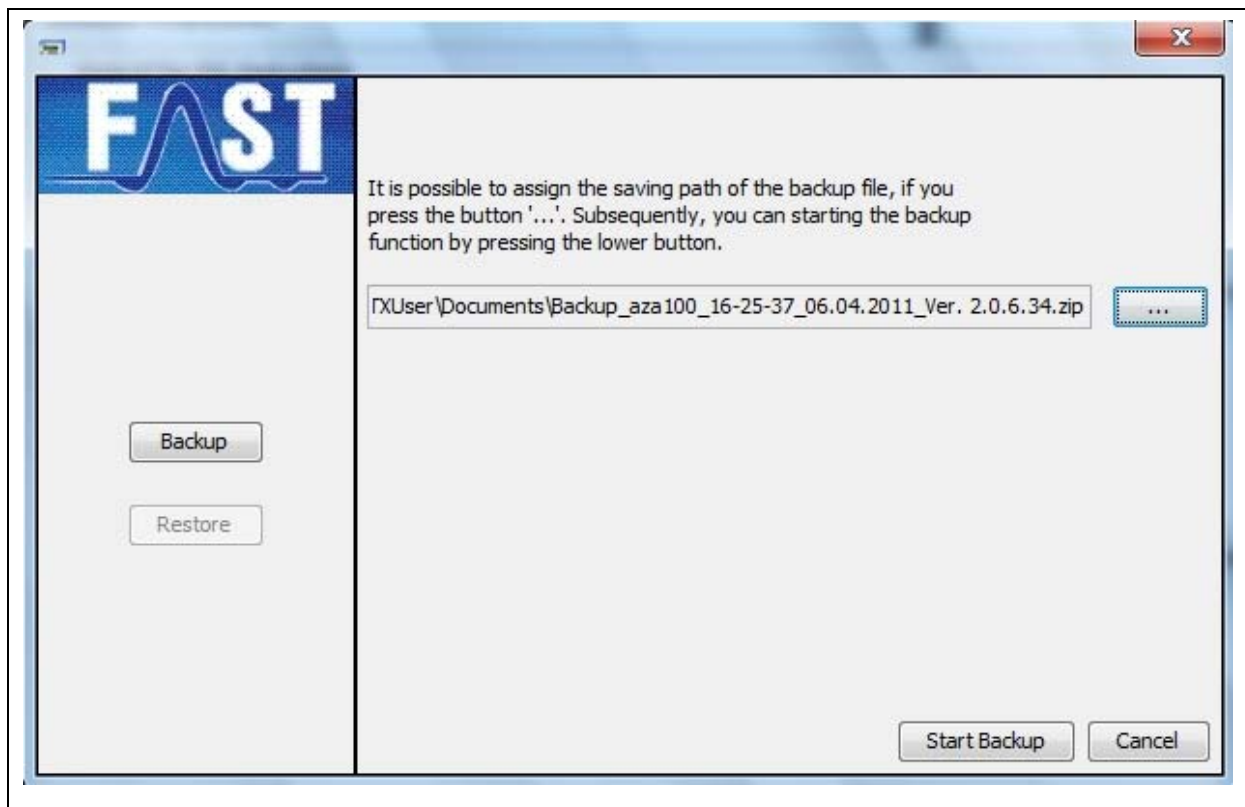 FAST
It is possible to assign the saving path of the backup file, if you
press the button '...'. Subsequently, you can starting the backup
function by pressing the lower button.
XUser\Documents\Backup_aza100_16-25-37_06.04.2011_Ver. 2.0.6.34.zip
...
Backup
Restore
Start Backup
Cancel